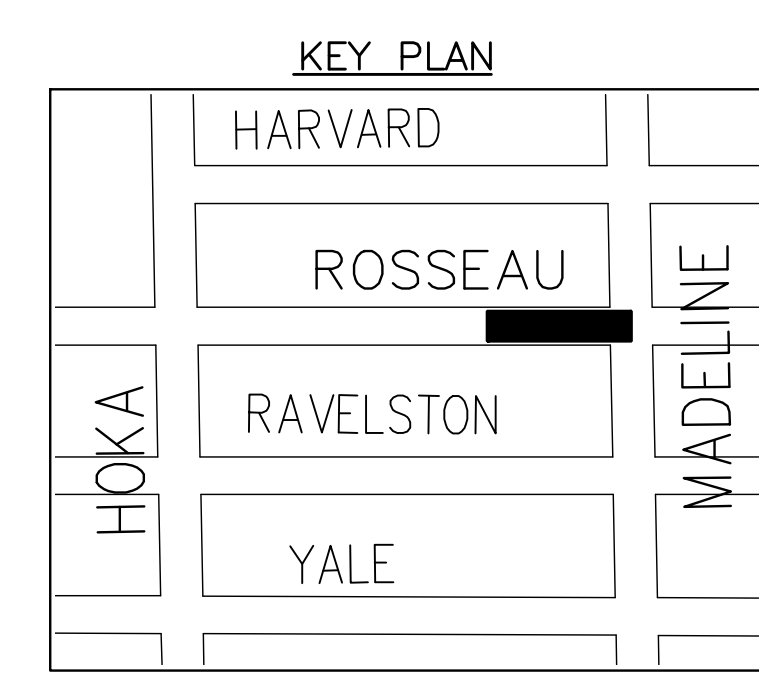 KEY PLAN
HARVARD
ROSSEAU
MADELINE
RAVELSTON
HOKA
YALE